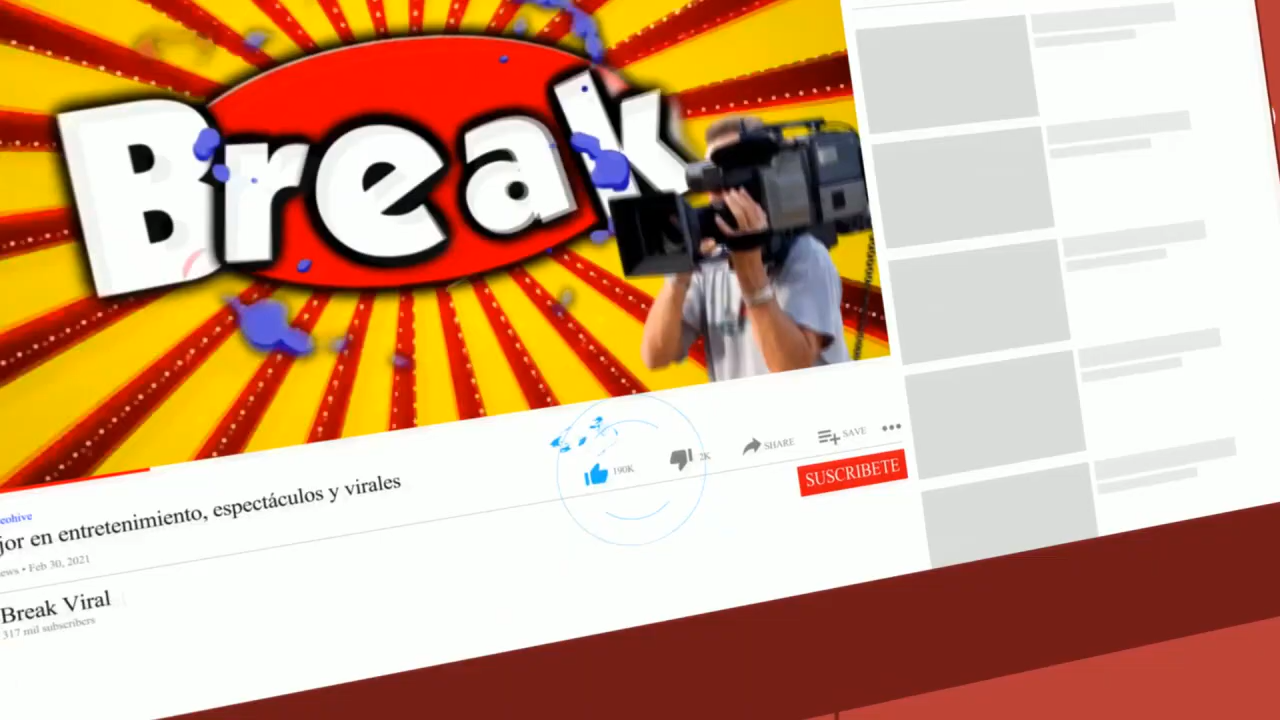 Break
190K
2K
SHARE
SAVE
SUSCRIBETE
eohive
jor en entretenimiento, espectáculos y virales
ews • Feb 30, 2021
Break Viral
317 mil subscribers